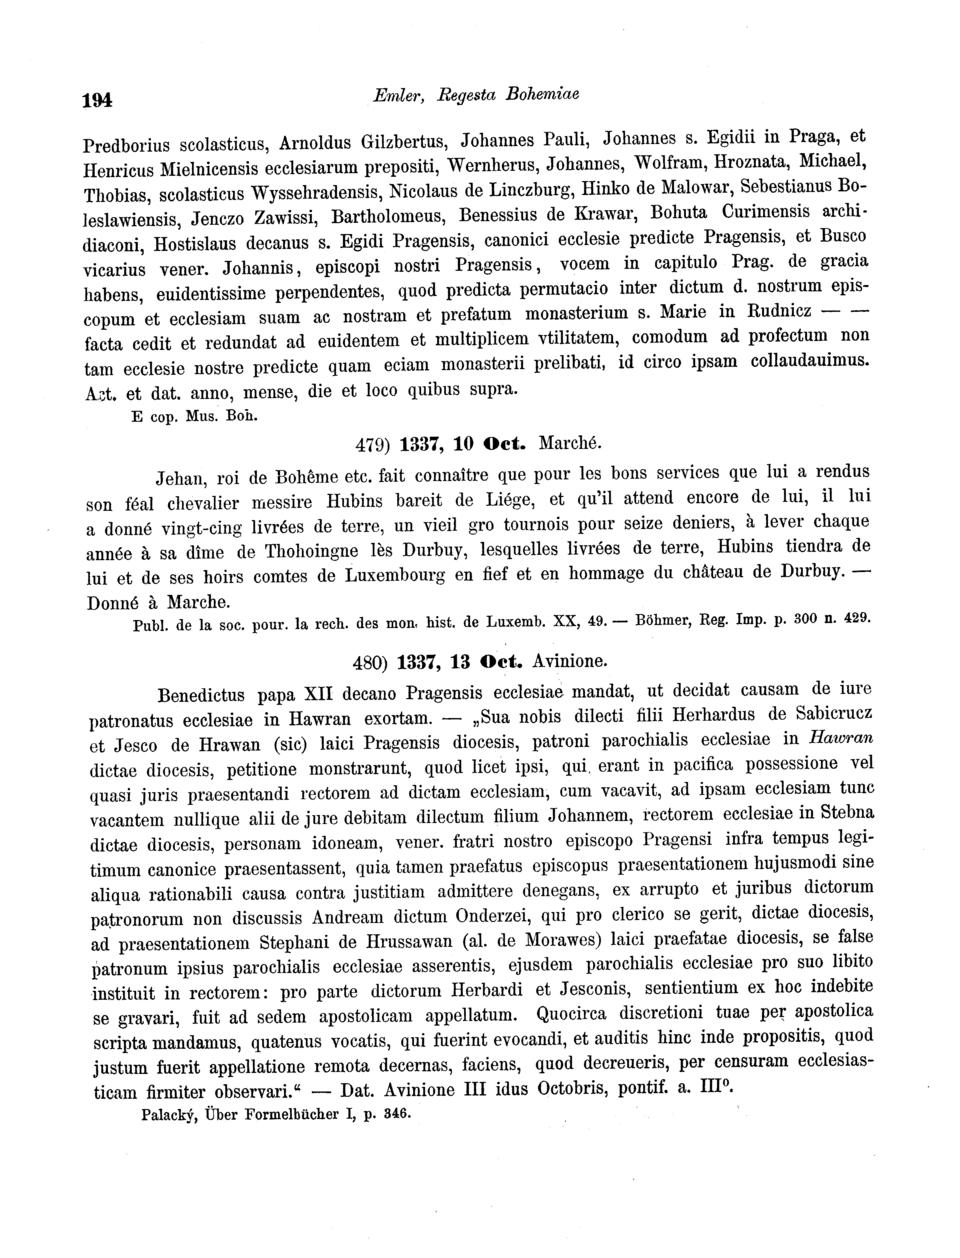 194
Emler, Regesta Bohemiae
Predborius scolasticus, Arnoldus Gilzbertus, Johannes Pauli, Johannes s. Egidii in Praga, et
Henricus Mielnicensis ecclesiarum prepositi, Wernherus, Johannes, Wolfram, Hroznata, Michael,
Thobias, scolasticus Wyssehradensis, Nicolaus de Linczburg, Hinko de Malowar, Sebestianus Bo-
leslawiensis, Jenczo Zawissi, Bartholomeus, Benessius de Krawar, Bohuta Curimensis archi-
diaconi, Hostislaus decanus s. Egidi Pragensis, canonici ecclesie predicte Pragensis, et Busco
vicarius vener. Johannis, episcopi nostri Pragensis, vocem in capitulo Prag. de gracia
habens, euidentissime perpendentes, quod predicta permutacio inter dictum d. nostrum epis-
copum et ecclesiam suam ac nostram et prefatum monasterium s. Marie in Rudnicz — —
facta cedit et redundat ad euidentem et multiplicem vtilitatem, comodum ad profectum non
tam ecclesie nostre predicte quam eciam monasterii prelibati, id circo ipsam collaudauimus.
Act. et dat. anno, mense, die et loco quibus supra.
E cop. Mus. Boh.
479) 1337, 10 Oct. Marché.
Jehan, roi de Bohême etc. fait connaître que pour les bons services que lui a rendus
son féal chevalier messire Hubins bareit de Liége, et qu'il attend encore de lui, il lui
a donné vingt-cing livrées de terre, un vieil gro tournois pour seize deniers, à lever chaque
année à sa dîme de Thohoingne lès Durbuy, lesquelles livrées de terre, Hubins tiendra de
lui et de ses hoirs comtes de Luxembourg en fief et en hommage du château de Durbuy. —
Donné à Marche.
Publ. de la soc. pour. la rech. des mon. hist. de Luxemb. XX, 49. — Böhmer, Reg. Imp. p. 300 n. 429.
480) 1337, 13 Oct. Avinione.
Benedictus papa XII decano Pragensis ecclesiae mandat, ut decidat causam de iure
patronatus ecclesiae in Hawran exortam. — „Sua nobis dilecti filii Herhardus de Sabicrucz
et Jesco de Hrawan (sic) laici Pragensis diocesis, patroni parochialis ecclesiae in Hawran
dictae diocesis, petitione monstrarunt, quod licet ipsi, qui erant in pacifica possessione vel
quasi juris praesentandi rectorem ad dictam ecclesiam, cum vacavit, ad ipsam ecclesiam tunc
vacantem nullique alii de jure debitam dilectum filium Johannem, rectorem ecclesiae in Stebna
dictae diocesis, personam idoneam, vener. fratri nostro episcopo Pragensi infra tempus legi-
timum canonice praesentassent, quia tamen praefatus episcopus praesentationem hujusmodi sine
aliqua rationabili causa contra justitiam admittere denegans, ex arrupto et juribus dictorum
patronorum non discussis Andream dictum Onderzei, qui pro clerico se gerit, dictae diocesis,
ad praesentationem Stephani de Hrussawan (al. de Morawes) laici praefatae diocesis, se false
patronum ipsius parochialis ecclesiae asserentis, ejusdem parochialis ecclesiae pro suo libito
instituit in rectorem: pro parte dictorum Herbardi et Jesconis, sentientium ex hoc indebite
se gravari, fuit ad sedem apostolicam appellatum. Quocirca discretioni tuae per apostolica
scripta mandamus, quatenus vocatis, qui fuerint evocandi, et auditis hinc inde propositis, quod
justum fuerit appellatione remota decernas, faciens, quod decreueris, per censuram ecclesias-
ticam firmiter observari.“ — Dat. Avinione III idus Octobris, pontif. a. IIIº.
Palacký, Über Formelbücher I, p. 346.